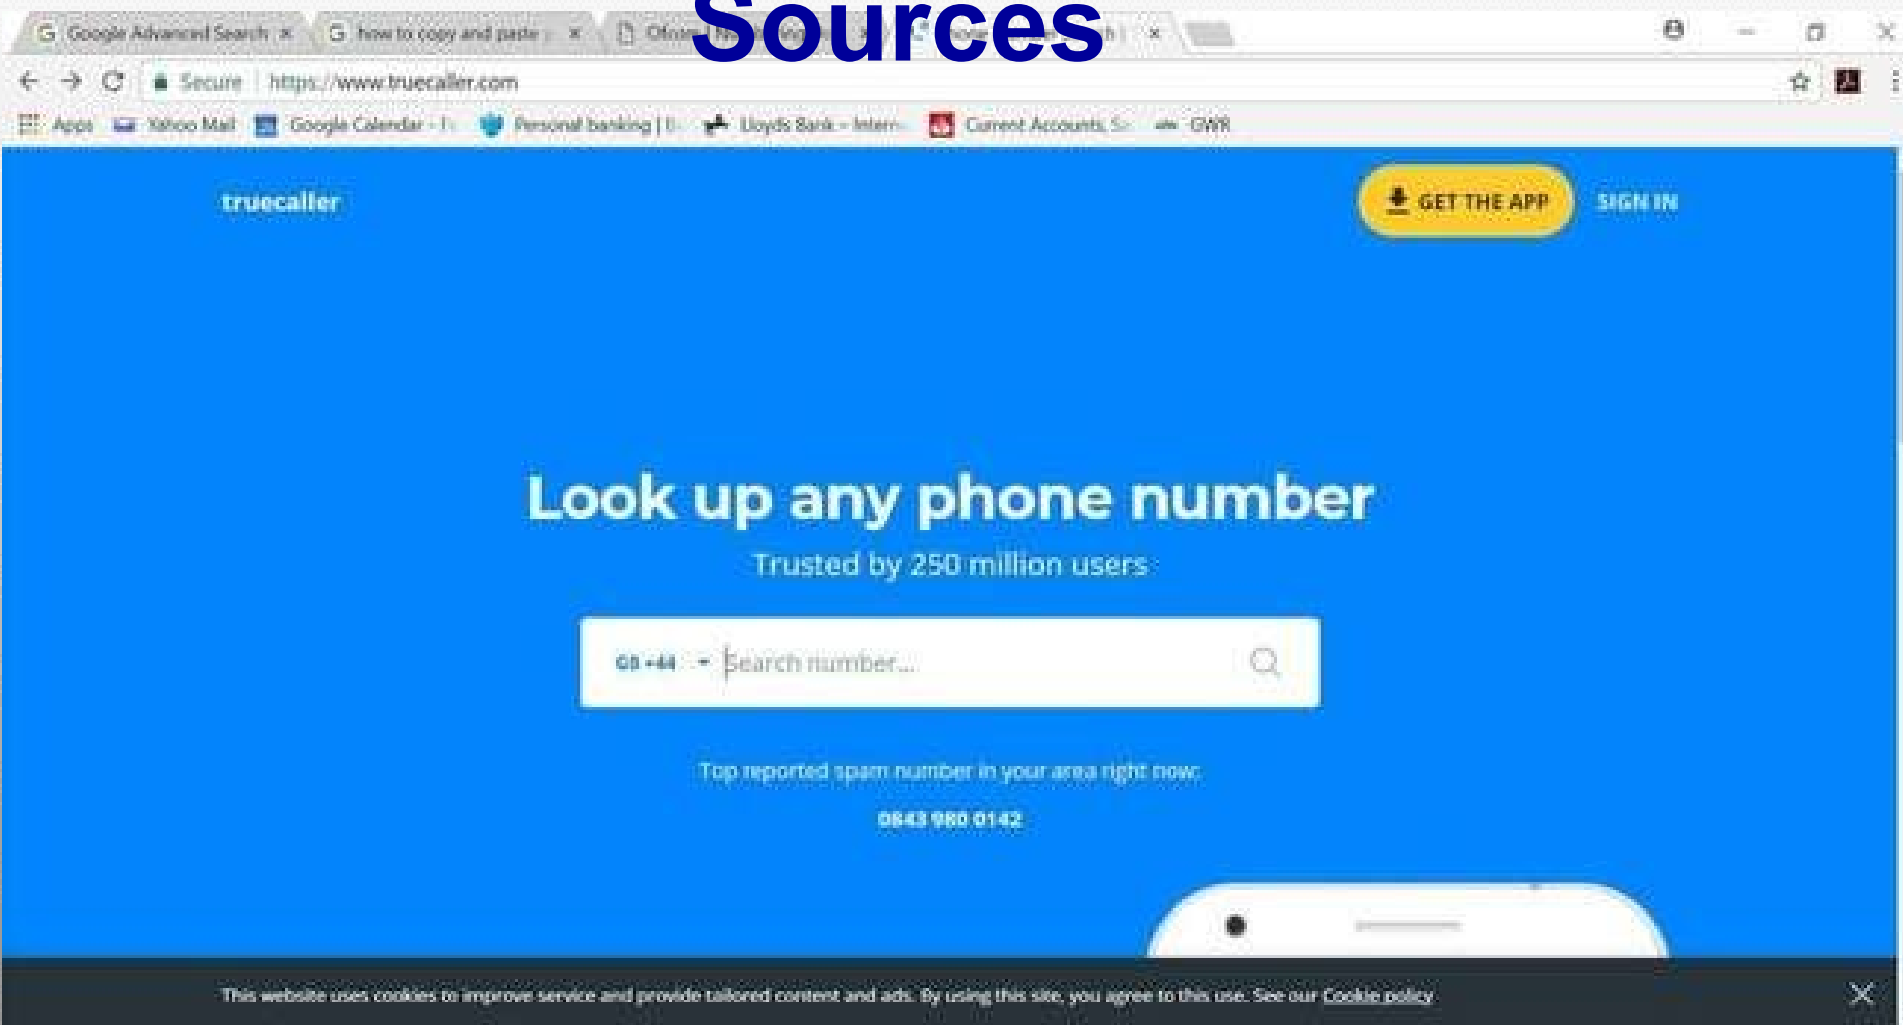 Sources
Google Advanced Search
how to copy and paste
Secure https://www.truecaller.com
Apps Yahoo Mail Google Calendar - Personal banking | Lloyds Bank - Intern Current Accounts, GWR
truecaller
GET THE APP SIGN IN
Look up any phone number
Trusted by 250 million users
GB +44 Search number...
Top reported spam number in your area right now:
0843 980 0142
This website uses cookies to improve service and provide tailored content and ads. By using this site, you agree to this use. See our Cookie policy